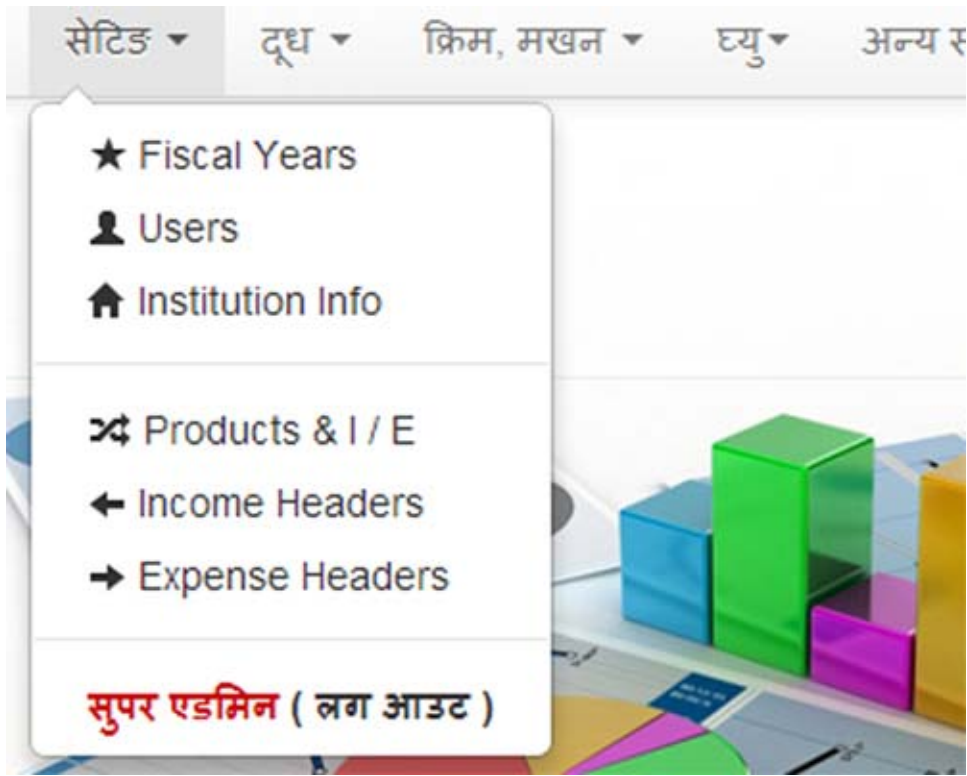 सेटिङ दूध क्रिम, मखन घ्यु अन्य
Fiscal Years
Users
Institution Info
Products & I / E
Income Headers
Expense Headers
सुपर एडमिन ( लग आउट )